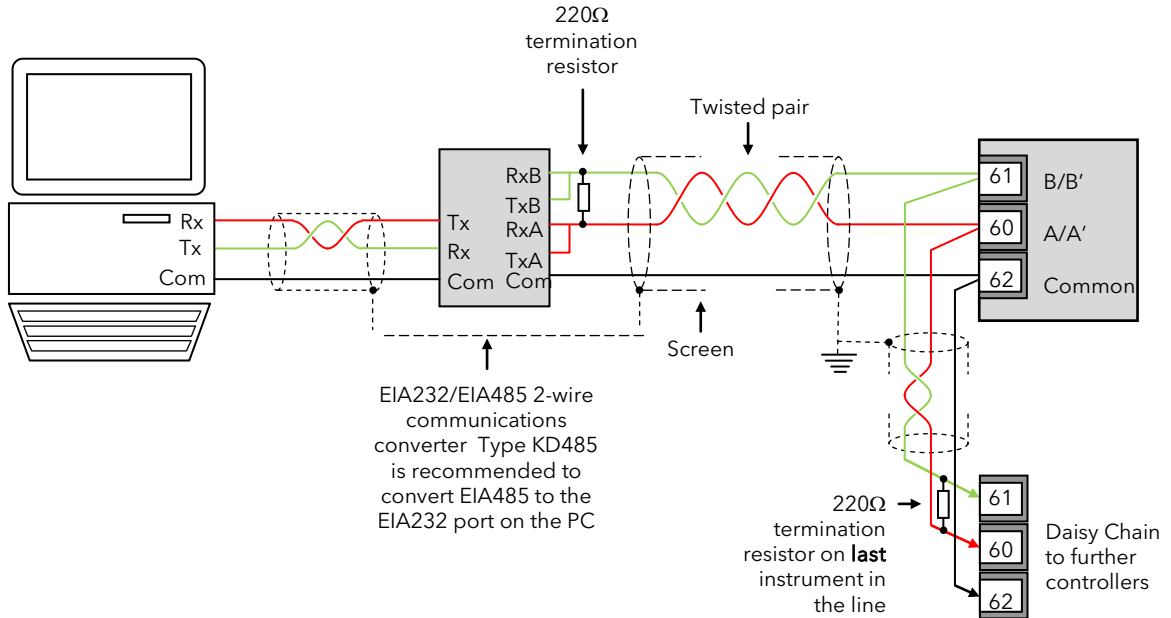 220Ω
termination
resistor
Twisted pair
Rx
Tx
Com
Tx
Rx
Com
RxB
TxB
RxA
TxA
Com
61
B/B'
60
A/A'
62
Common
Screen
EIA232/EIA485 2-wire
communications
converter Type KD485
is recommended to
convert EIA485 to the
EIA232 port on the PC
220Ω
termination
resistor on last
instrument in
the line
61
60
62
Daisy Chain
to further
controllers